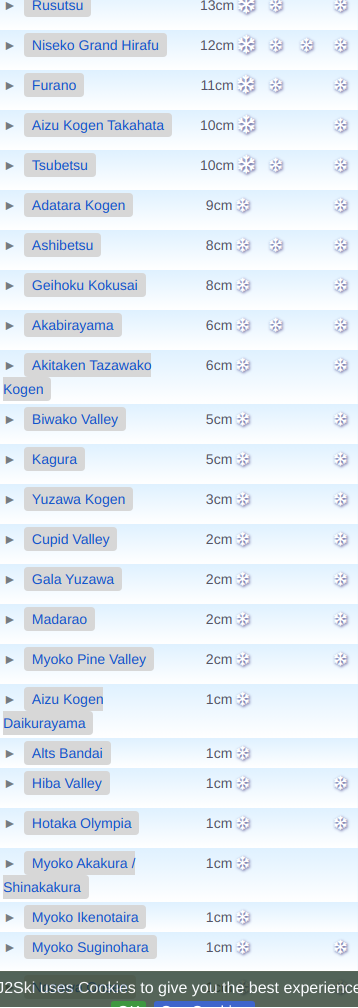 Rusutsu 13cm
Niseko Grand Hirafu 12cm
Furano 11cm
Aizu Kogen Takahata 10cm
Tsubetsu 10cm
Adatara Kogen 9cm
Ashibetsu 8cm
Geihoku Kokusai 8cm
Akabirayama 6cm
Akitaken Tazawako 6cm
Kogen
Biwako Valley 5cm
Kagura 5cm
Yuzawa Kogen 3cm
Cupid Valley 2cm
Gala Yuzawa 2cm
Madarao 2cm
Myoko Pine Valley 2cm
Aizu Kogen 1cm
Daikurayama
Alts Bandai 1cm
Hiba Valley 1cm
Hotaka Olympia 1cm
Myoko Akakura / 1cm
Shinakakura
Myoko Ikenotaira 1cm
Myoko Suginohara 1cm
J2Ski uses Cookies to give you the best experience